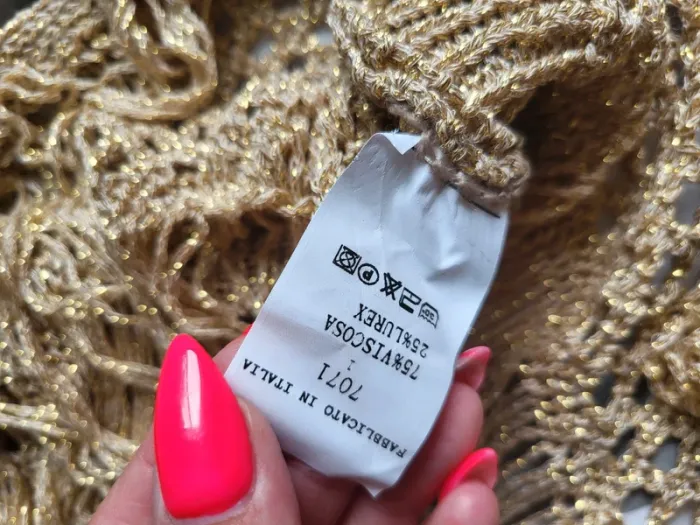 FABBLICATO IN ITALIA
7071
75%VISCOSA
25%LUREX
P